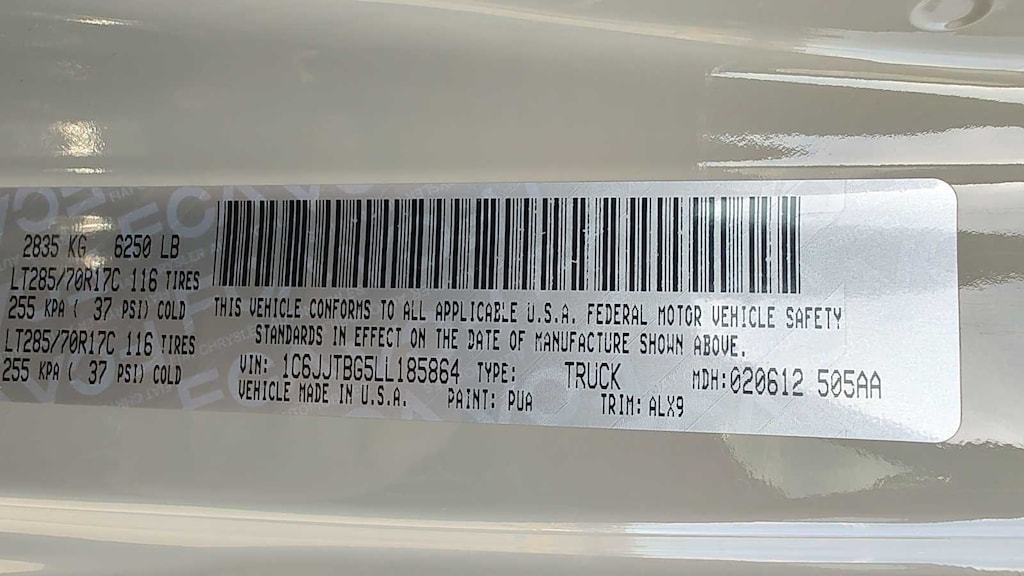 2835 KG 6250 LB
LT285/70R17C 116 TIRES
255 KPA ( 37 PSI) COLD
LT285/70R17C 116 TIRES
255 KPA ( 37 PSI) COLD
THIS VEHICLE CONFORMS TO ALL APPLICABLE U.S.A. FEDERAL MOTOR VEHICLE SAFETY
STANDARDS IN EFFECT ON THE DATE OF MANUFACTURE SHOWN ABOVE.
VIN: 1C6JJTBG5LL185864 TYPE: TRUCK MDH:020612 505AA
VEHICLE MADE IN U.S.A. PAINT: PUA TRIM: ALX9